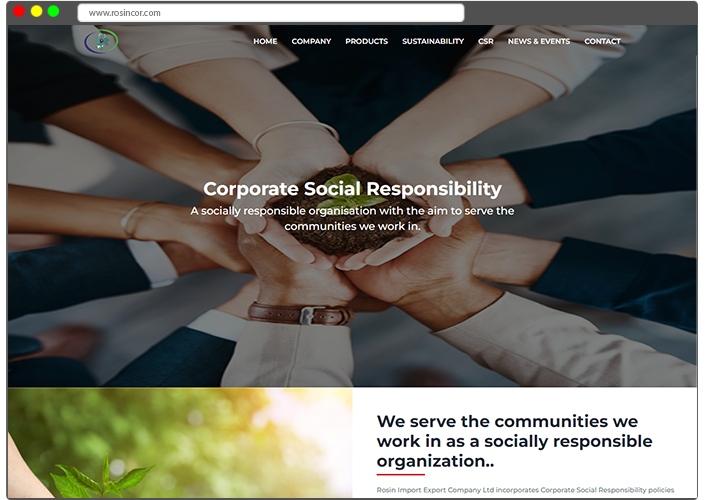 www.rosincor.com
HOME COMPANY PRODUCTS SUSTAINABILITY CSR NEWS & EVENTS CONTACT
Corporate Social Responsibility
A socially responsible organisation with the aim to serve the
communities we work in.
We serve the communities we
work in as a socially responsible
organization..
Rosin Import Export Company Ltd incorporates Corporate Social Responsibility policies